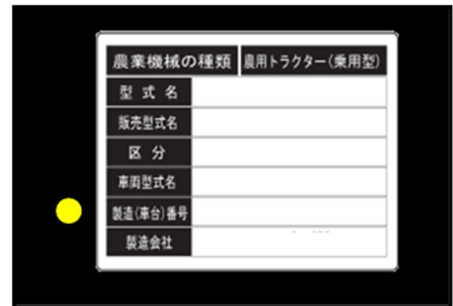 農業機械の種類 農用トラクター(乗用型)
型式名
販売型式名
区分
車両型式名
製造(車台)番号
製造会社